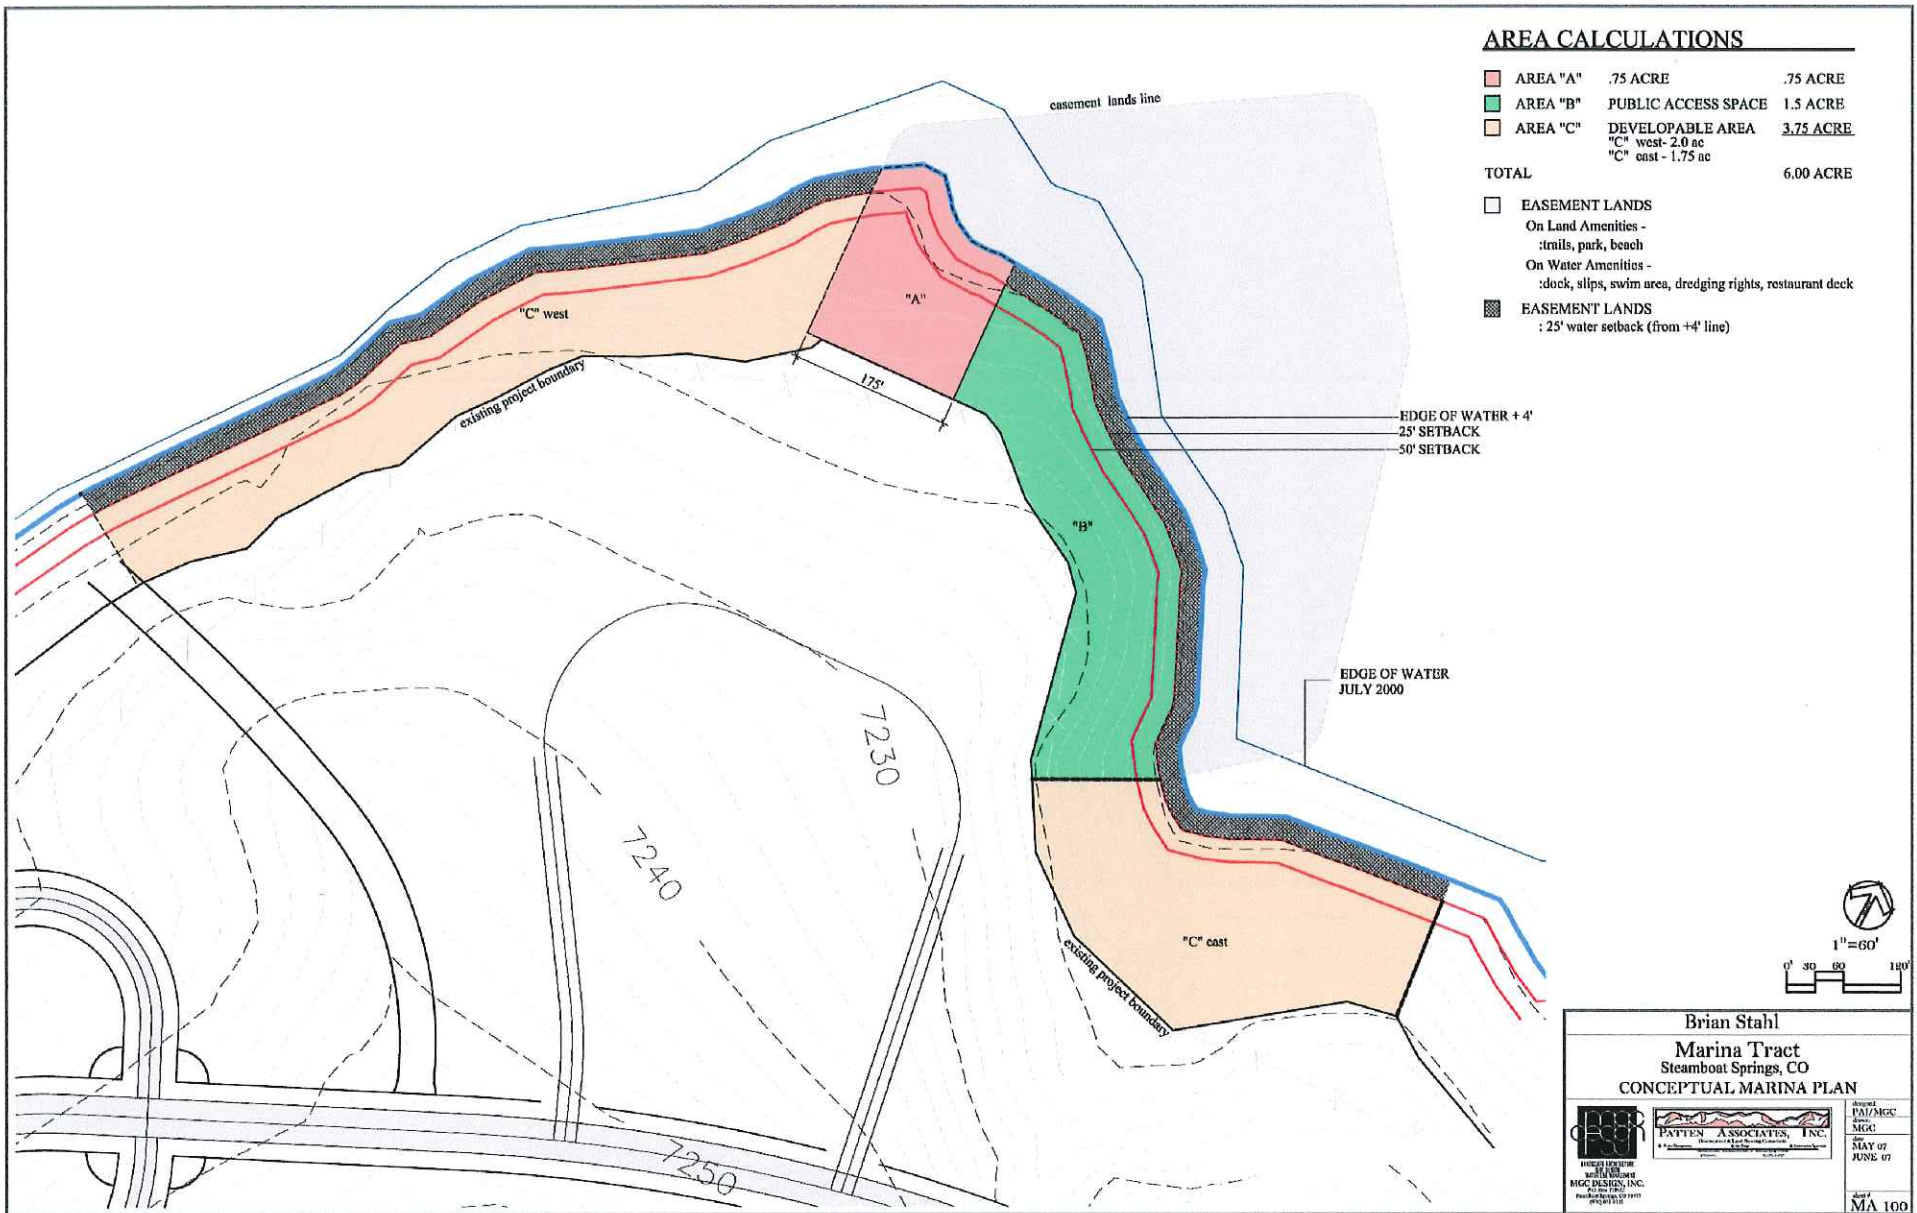 AREA CALCULATIONS
AREA "A" .75 ACRE .75 ACRE
AREA "B" PUBLIC ACCESS SPACE 1.5 ACRE
AREA "C" DEVELOPABLE AREA 3.75 ACRE
"C" west- 2.0 ac
"C" east - 1.75 ac
TOTAL 6.00 ACRE
EASEMENT LANDS
On Land Amenities -
:trails, park, beach
On Water Amenities -
:dock, slips, swim area, dredging rights, restaurant deck
EASEMENT LANDS
: 25' water setback (from +4' line)
easement lands line
"A"
"C" west
existing project boundary
175'
EDGE OF WATER + 4'
25' SETBACK
50' SETBACK
"B"
EDGE OF WATER
JULY 2000
7230
7240
"C" east
existing project boundary
7250
1"=60'
0' 30 60 120'
Brian Stahl
Marina Tract
Steamboat Springs, CO
CONCEPTUAL MARINA PLAN
PATTEN ASSOCIATES, INC.
MGC DESIGN, INC.
PAI/MGC
MGC
date
MAY 07
JUNE 07
MA 100